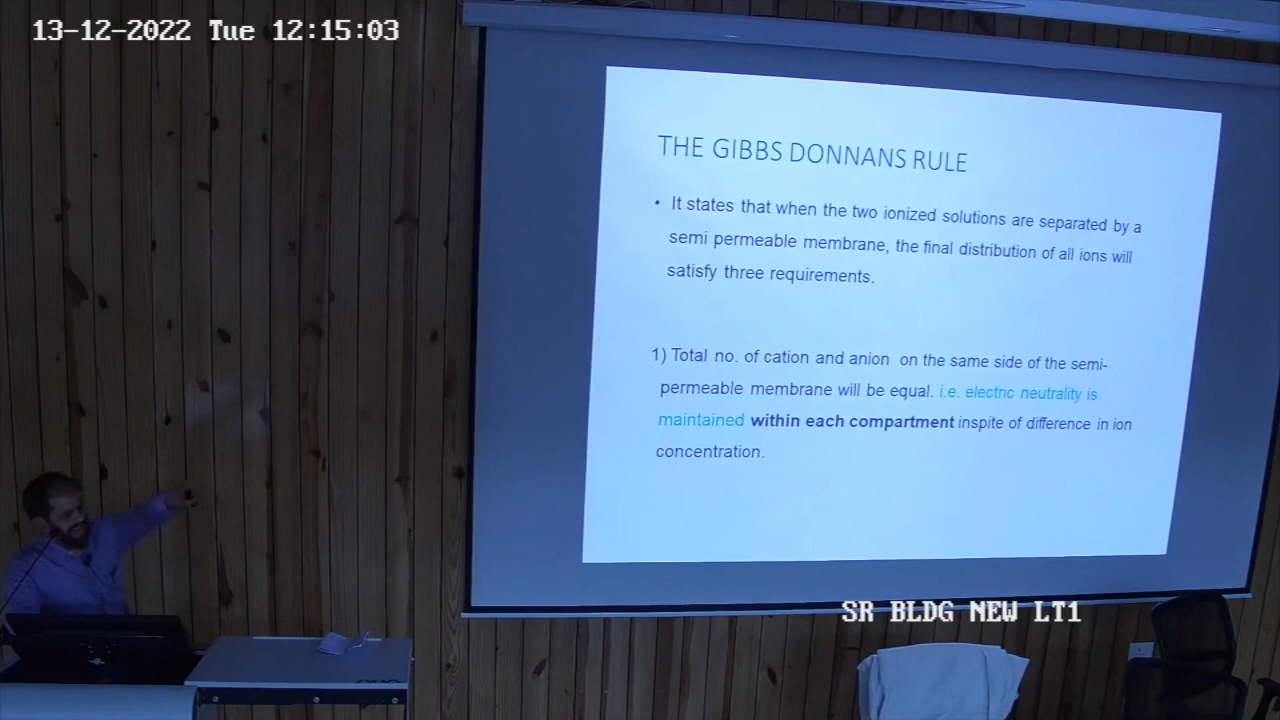 13-12-2022 Tue 12:15:03
THE GIBBS DONNANS RULE
• It states that when the two ionized solutions are separated by a
semi permeable membrane, the final distribution of all ions will
satisfy three requirements.
1) Total no. of cation and anion on the same side of the semi-
permeable membrane will be equal. i.e. electric neutrality is
maintained within each compartment inspite of difference in ion
concentration.
SR BLDG NEW LT1